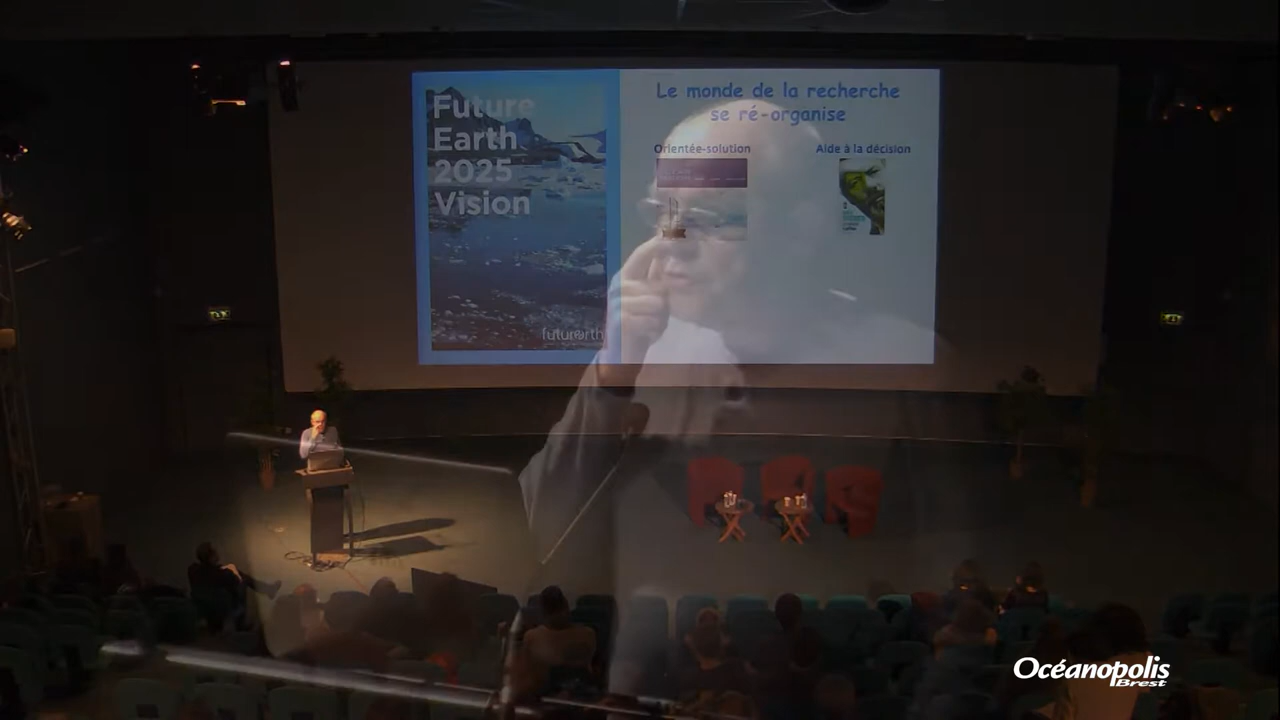 Future
Earth
2025
Vision
futurearth
Le monde de la recherche
se ré-organise
Orientée-solution
Aide à la décision
Océanopolis
Brest